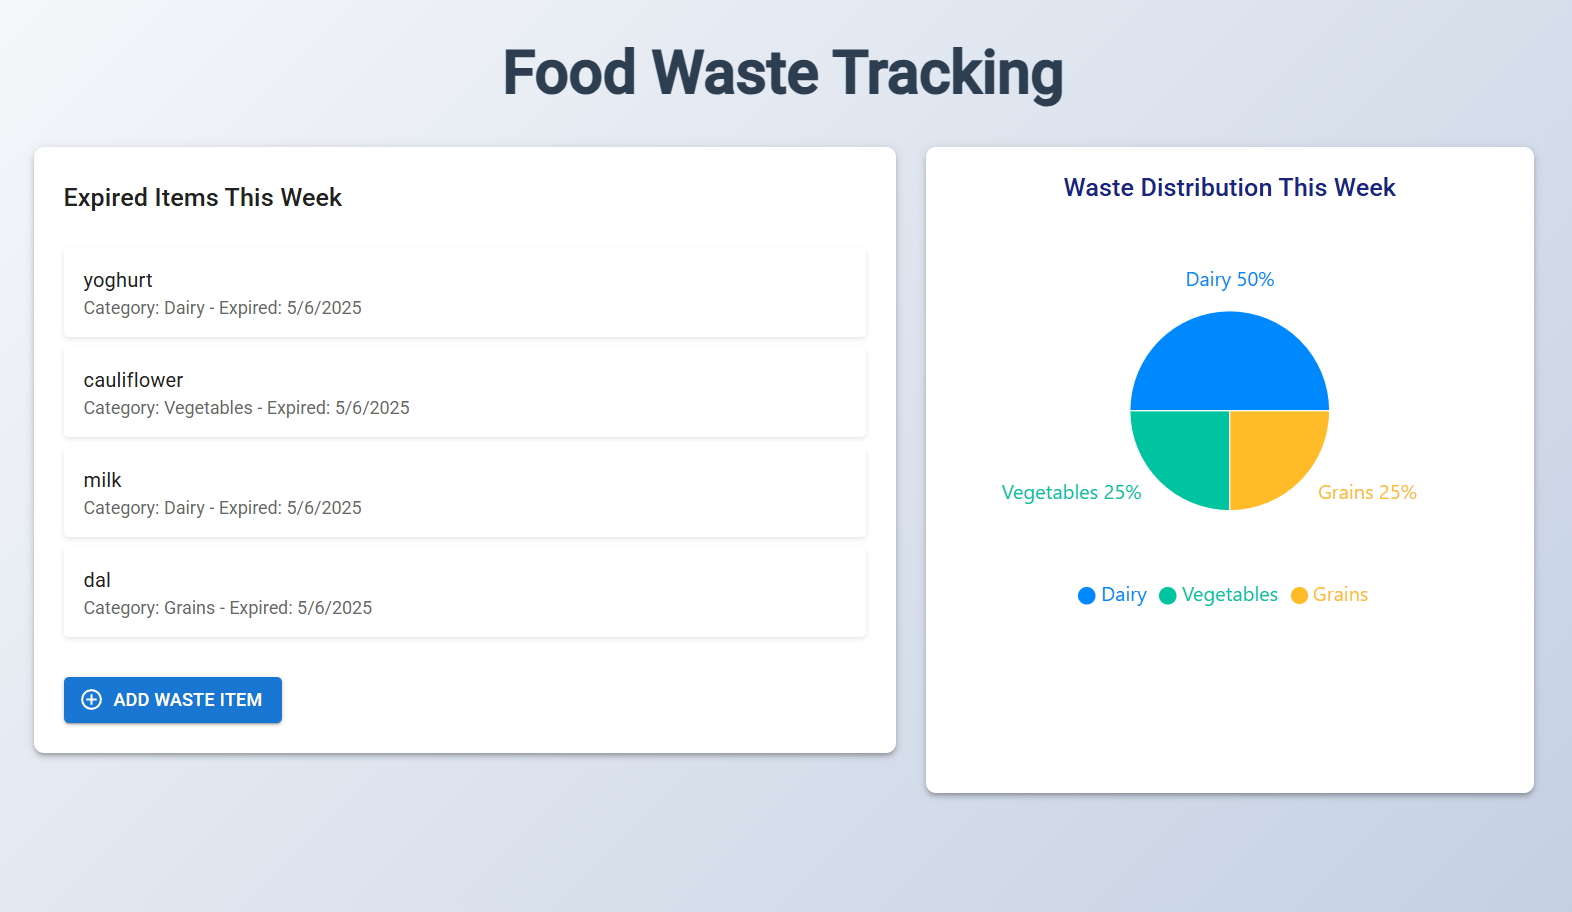 Food Waste Tracking
Expired Items This Week
yoghurt
Category: Dairy - Expired: 5/6/2025
cauliflower
Category: Vegetables - Expired: 5/6/2025
milk
Category: Dairy - Expired: 5/6/2025
dal
Category: Grains - Expired: 5/6/2025
ADD WASTE ITEM
Waste Distribution This Week
Dairy 50%
Vegetables 25%
Grains 25%
Dairy Vegetables Grains